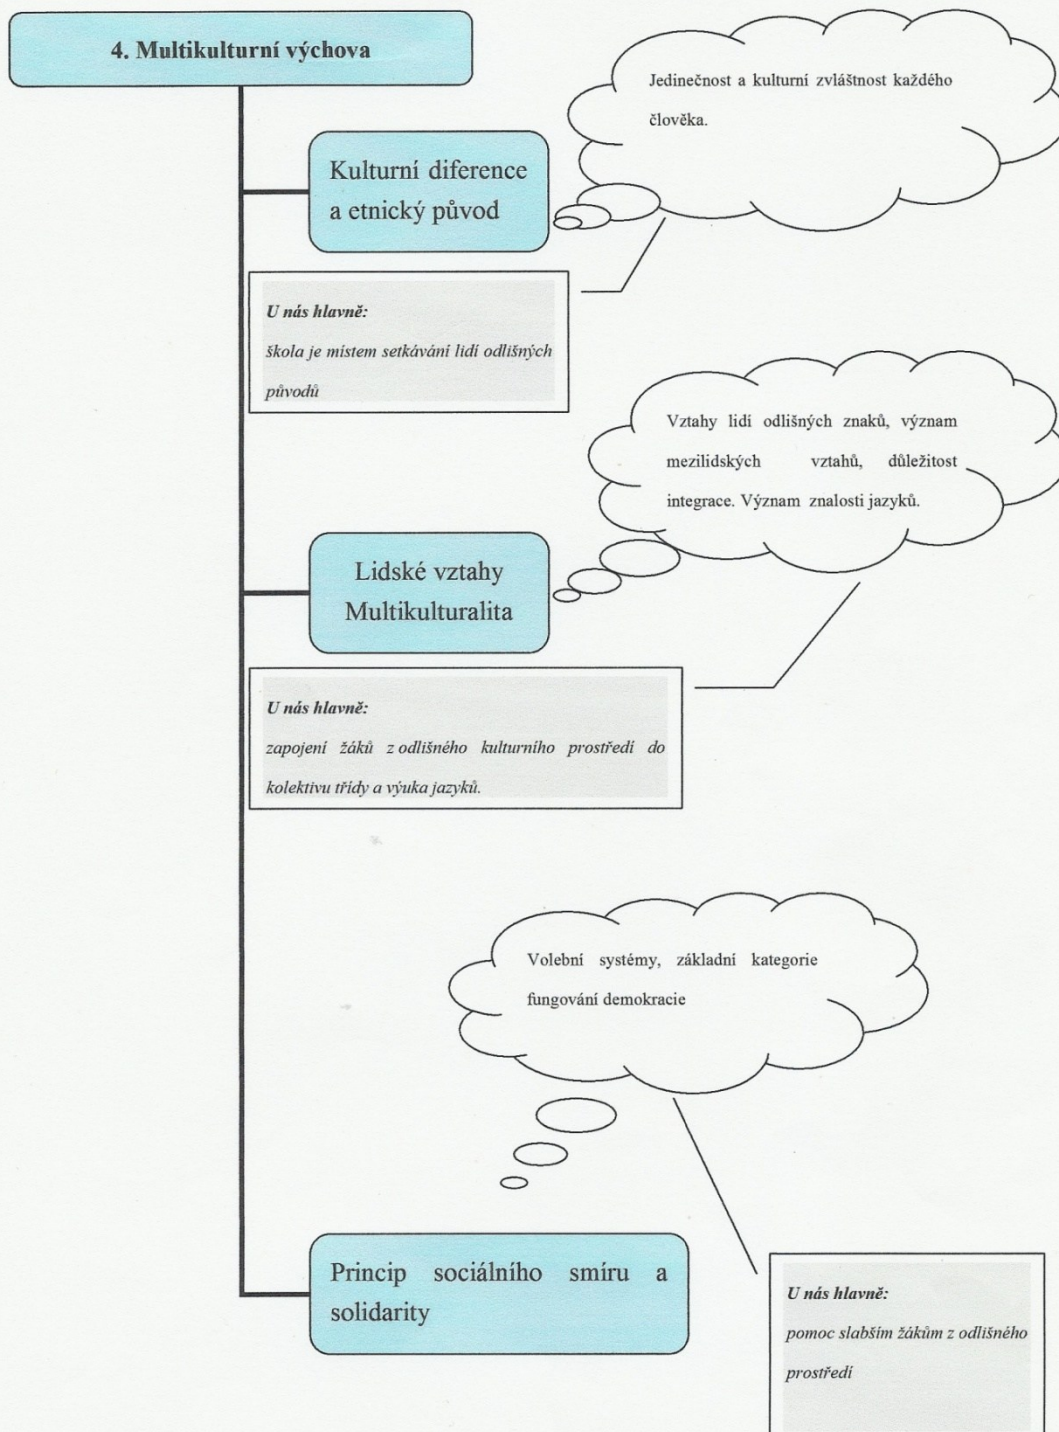 4. Multikulturní výchova
Jedinečnost a kulturní zvláštnost každého
člověka.
Kulturní diference
a etnický původ
U nás hlavně:
škola je místem setkávání lidí odlišných
původů
Vztahy lidí odlišných znaků, význam
mezilidských vztahů, důležitost
integrace. Význam znalosti jazyků.
Lidské vztahy
Multikulturalita
U nás hlavně:
zapojení žáků z odlišného kulturního prostředí do
kolektivu třídy a výuka jazyků.
Volební systémy, základní kategorie
fungování demokracie
Princip sociálního smíru a
solidarity
U nás hlavně:
pomoc slabším žákům z odlišného
prostředí